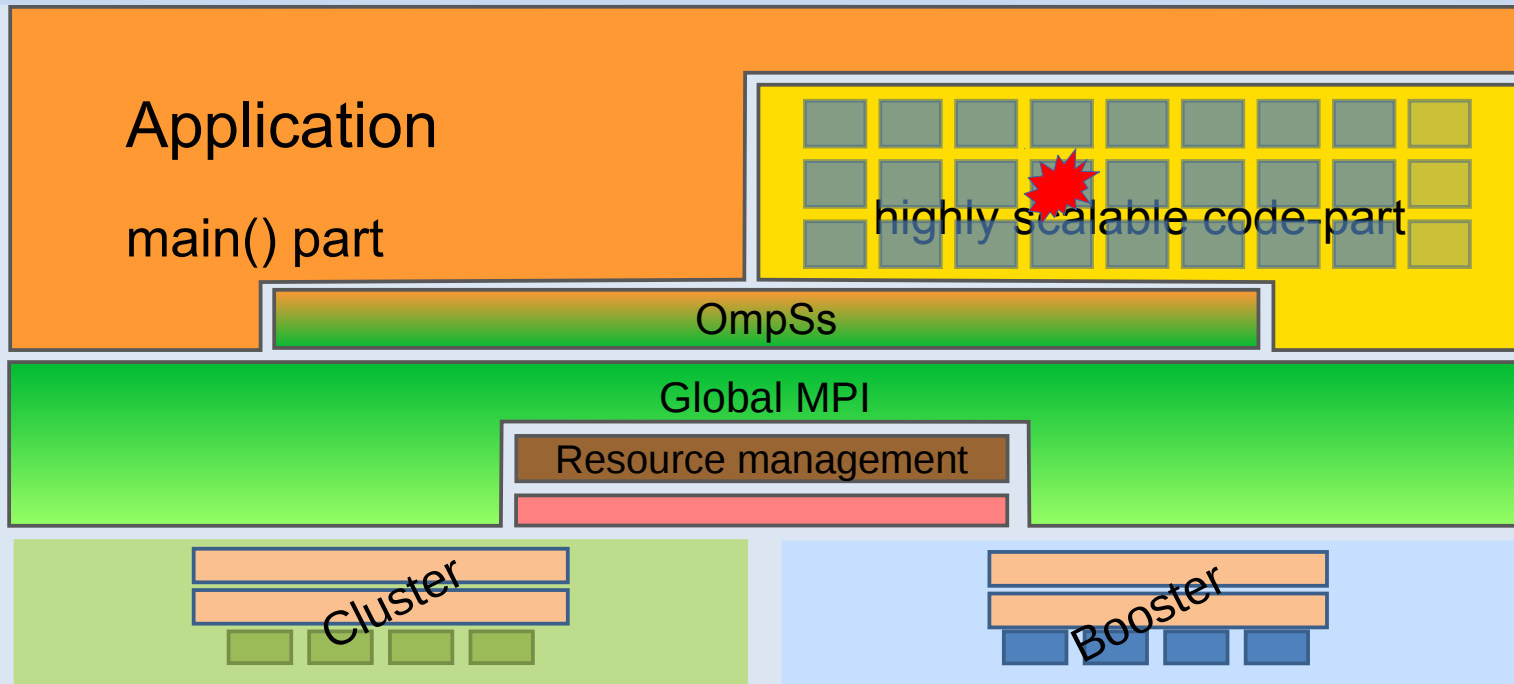 Application
main() part
highly scalable code-part
OmpSs
Global MPI
Resource management
Cluster
Booster